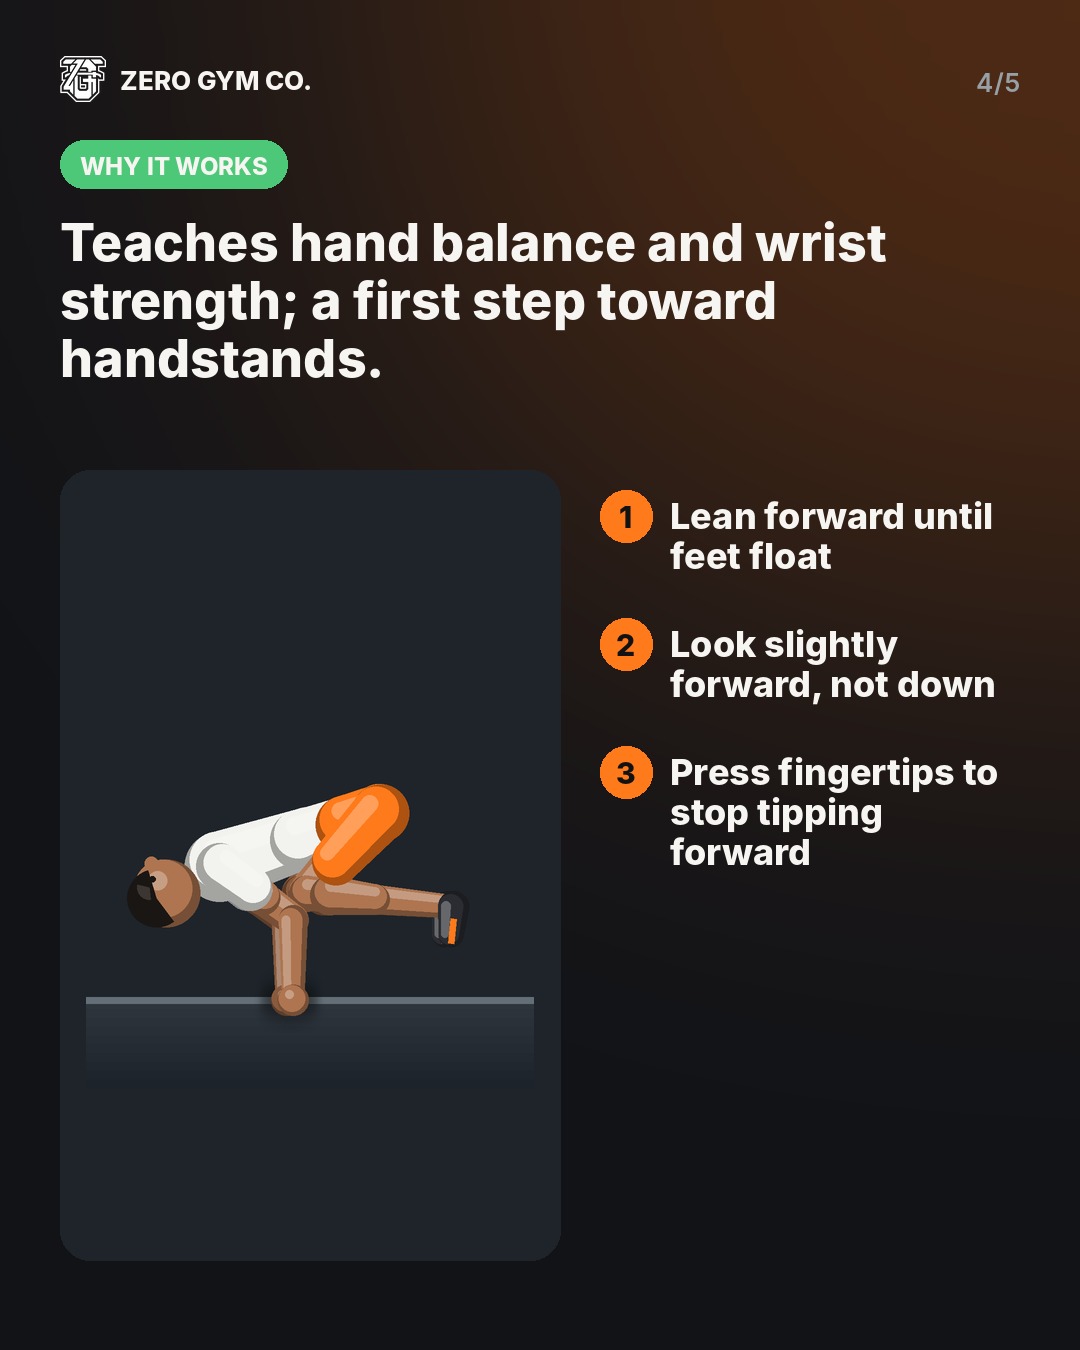 ZERO GYM CO.
4/5
WHY IT WORKS
Teaches hand balance and wrist
strength; a first step toward
handstands.
1 Lean forward until
feet float
2 Look slightly
forward, not down
3 Press fingertips to
stop tipping
forward